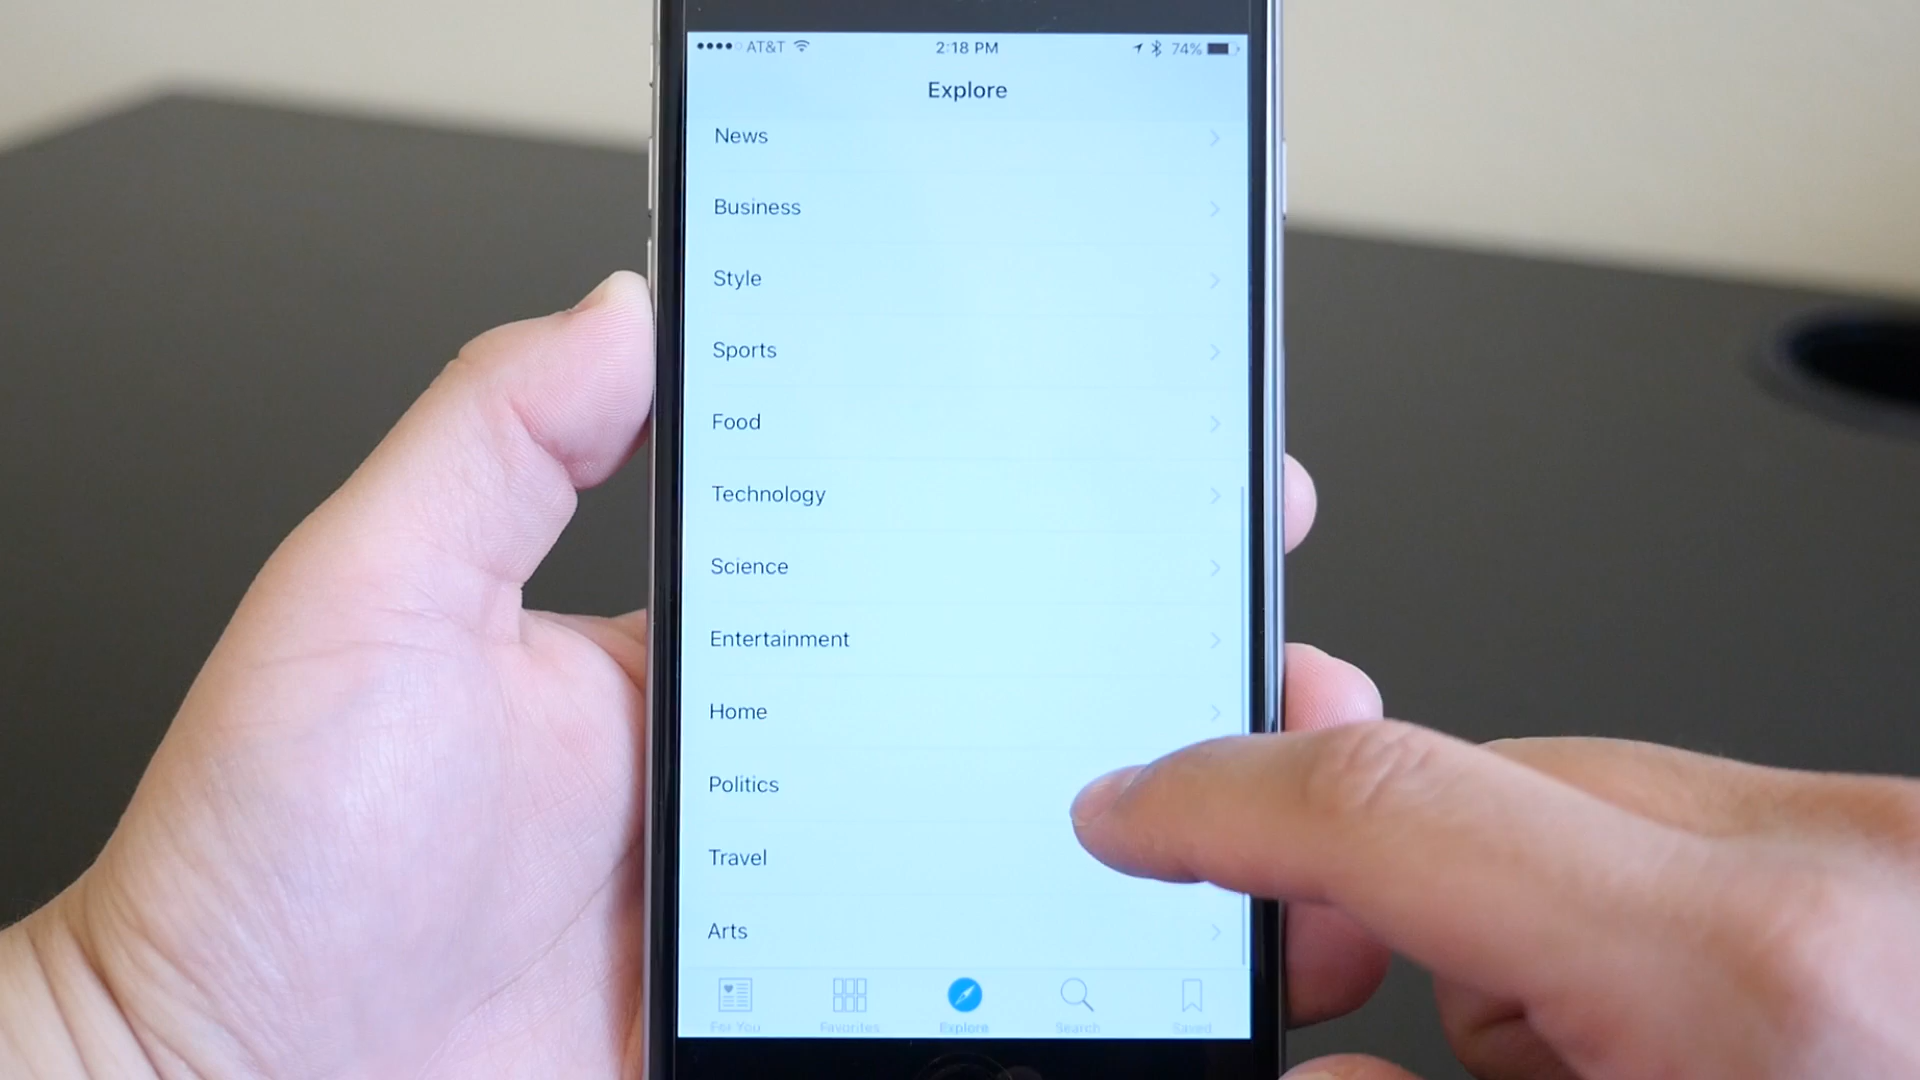 AT&T 2:18 PM 74%
Explore
News
Business
Style
Sports
Food
Technology
Science
Entertainment
Home
Politics
Travel
Arts
For You Favorites Explore Search Saved